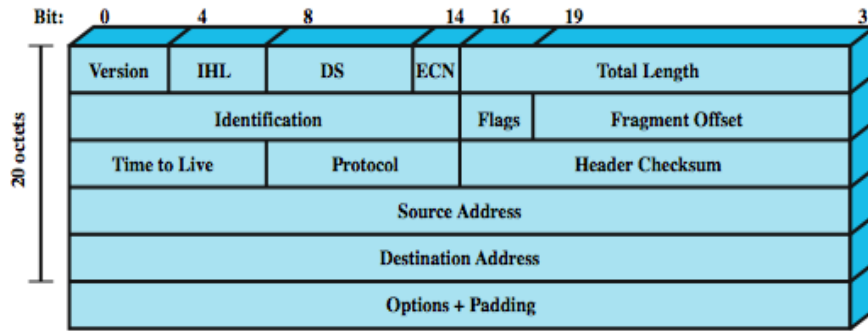 Bit: 0 4 8 14 16 19 3
Version IHL DS ECN Total Length
Identification Flags Fragment Offset
Time to Live Protocol Header Checksum
Source Address
Destination Address
Options + Padding
20 octets